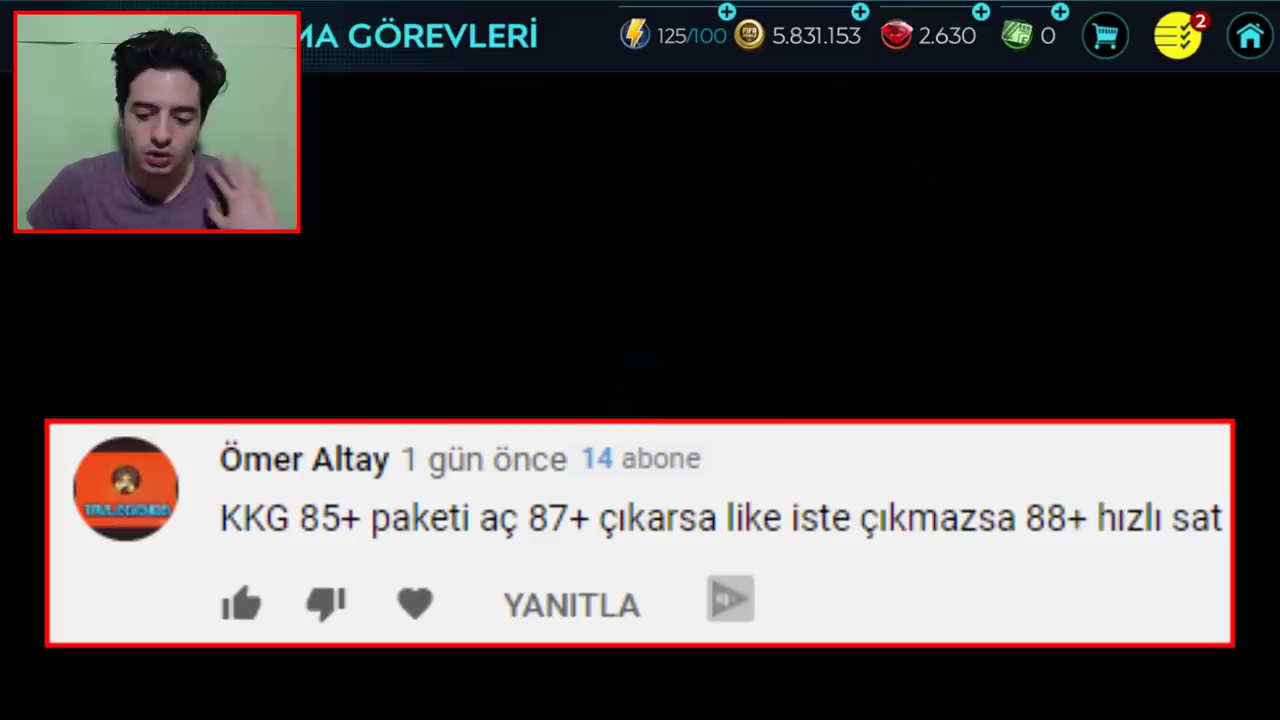 MA GÖREVLERİ
125/100
5.831.153
2.630
0
2
Ömer Altay 1 gün önce 14 abone
KKG 85+ paketi aç 87+ çıkarsa like iste çıkmazsa 88+ hızlı sat
YANITLA